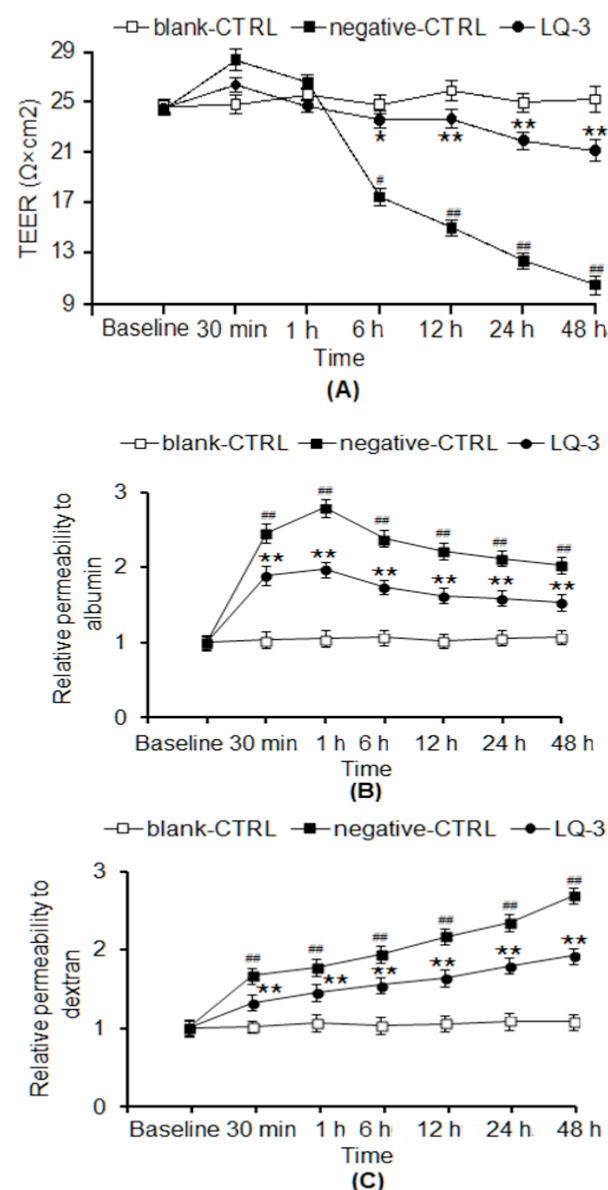 blank-CTRL negative-CTRL LQ-3
TEER (Ω×cm2)
29
25
21
17
13
9
* ** ** **
# ## ## ##
Baseline 30 min 1 h 6 h 12 h 24 h 48 h
Time
(A)
blank-CTRL negative-CTRL LQ-3
Relative permeability to
albumin
3
2
1
0
## ## ## ## ## ##
** ** ** ** ** **
Baseline 30 min 1 h 6 h 12 h 24 h 48 h
Time
(B)
blank-CTRL negative-CTRL LQ-3
Relative permeability to
dextran
3
2
1
0
## ## ## ## ## ##
** ** ** ** ** **
Baseline 30 min 1 h 6 h 12 h 24 h 48 h
Time
(C)